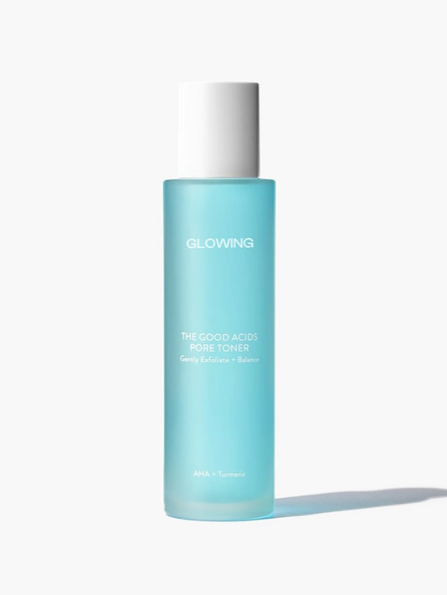 GLOWING
THE GOOD ACIDS
PORE TONER
Gently Exfoliate + Balance
AHA + Turmeric